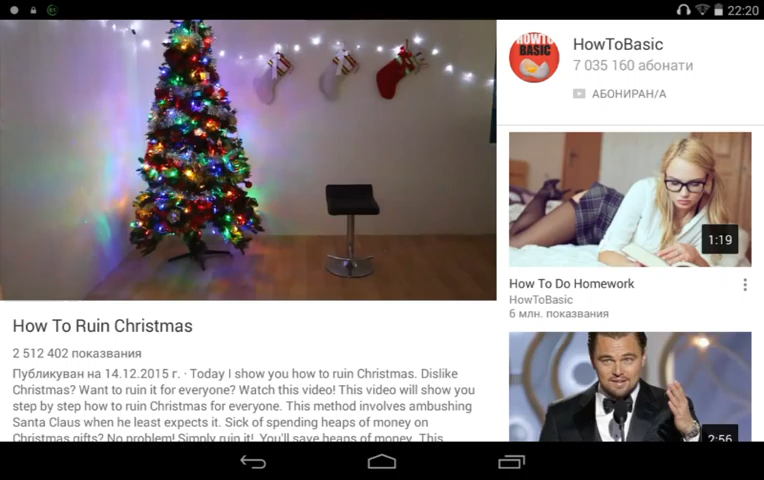 22:20
HOWTO
BASIC
HowToBasic
7 035 160 абонати
АБОНИРАН/А
1:19
How To Do Homework
HowToBasic
6 млн. показвания
2:56
How To Ruin Christmas
2 512 402 показвания
Публикуван на 14.12.2015 г. · Today I show you how to ruin Christmas. Dislike
Christmas? Want to ruin it for everyone? Watch this video! This video will show you
step by step how to ruin Christmas for everyone. This method involves ambushing
Santa Claus when he least expects it. Sick of spending heaps of money on
Christmas gifts? No problem! Simply ruin it!  You'll save heaps of money. This